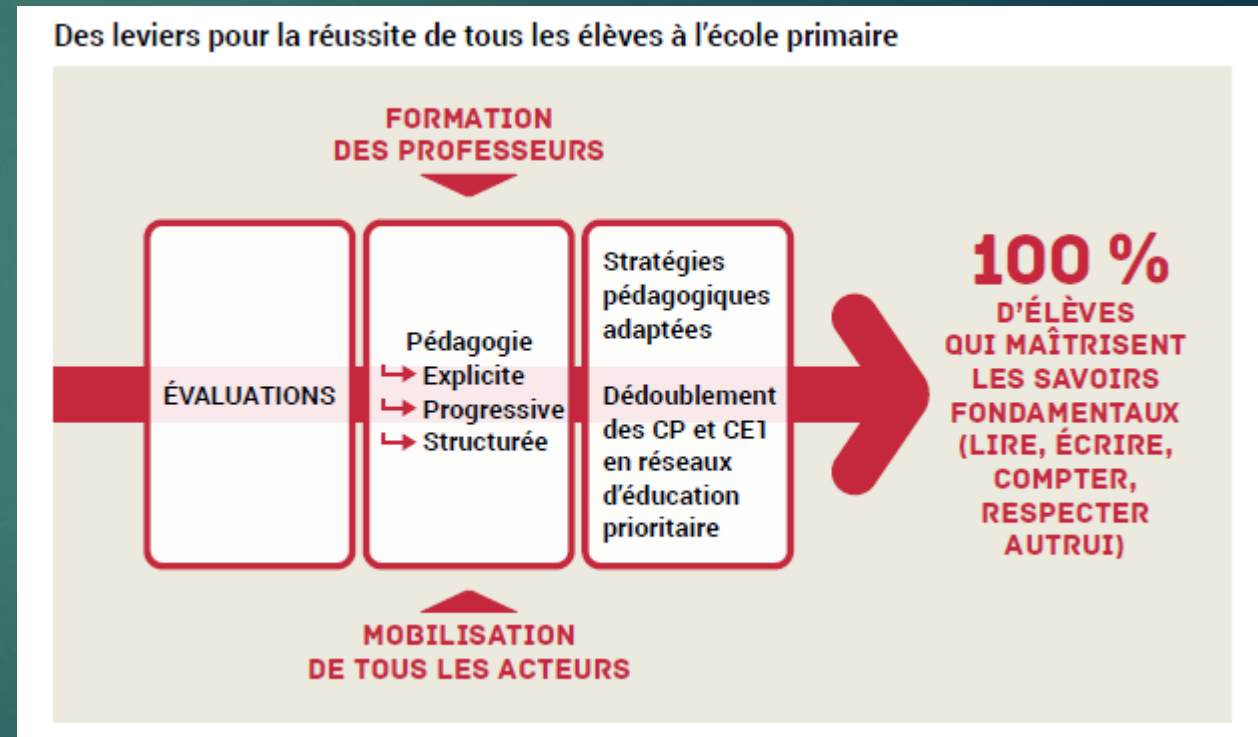 Des leviers pour la réussite de tous les élèves à l'école primaire
FORMATION
DES PROFESSEURS
ÉVALUATIONS
Pédagogie
Explicite
Progressive
Structurée
Stratégies
pédagogiques
adaptées
Dédoublement
des CP et CE1
en réseaux
d'éducation
prioritaire
100 %
D'ÉLÈVES
QUI MAÎTRISENT
LES SAVOIRS
FONDAMENTAUX
(LIRE, ÉCRIRE,
COMPTER,
RESPECTER
AUTRUI)
MOBILISATION
DE TOUS LES ACTEURS